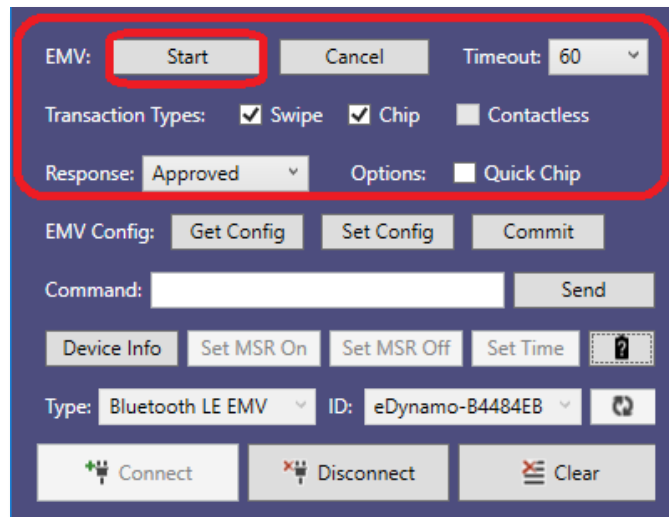 EMV: Start Cancel Timeout: 60
Transaction Types: Swipe Chip Contactless
Response: Approved Options: Quick Chip
EMV Config: Get Config Set Config Commit
Command: Send
Device Info Set MSR On Set MSR Off Set Time ?
Type: Bluetooth LE EMV ID: eDynamo-B4484EB
Connect Disconnect Clear